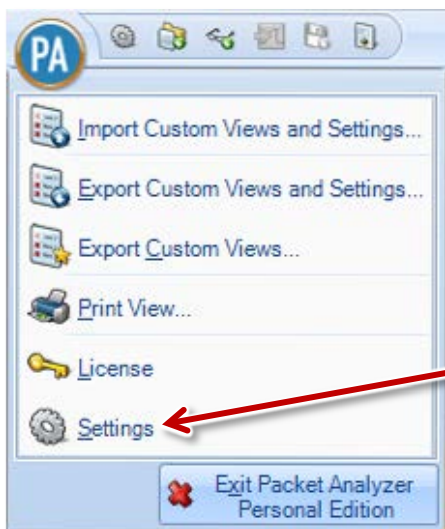 PA
Import Custom Views and Settings...
Export Custom Views and Settings...
Export Custom Views...
Print View...
License
Settings
Exit Packet Analyzer
Personal Edition